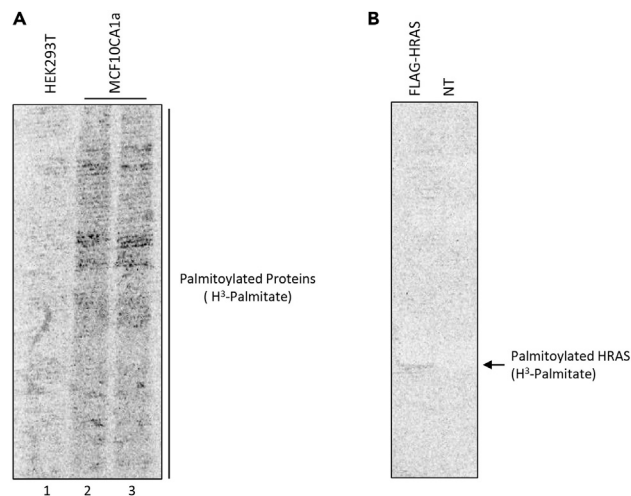 A
HEK293T
MCF10CA1a
Palmitoylated Proteins
( H³-Palmitate)
1 2 3
B
FLAG-HRAS
NT
Palmitoylated HRAS
(H³-Palmitate)